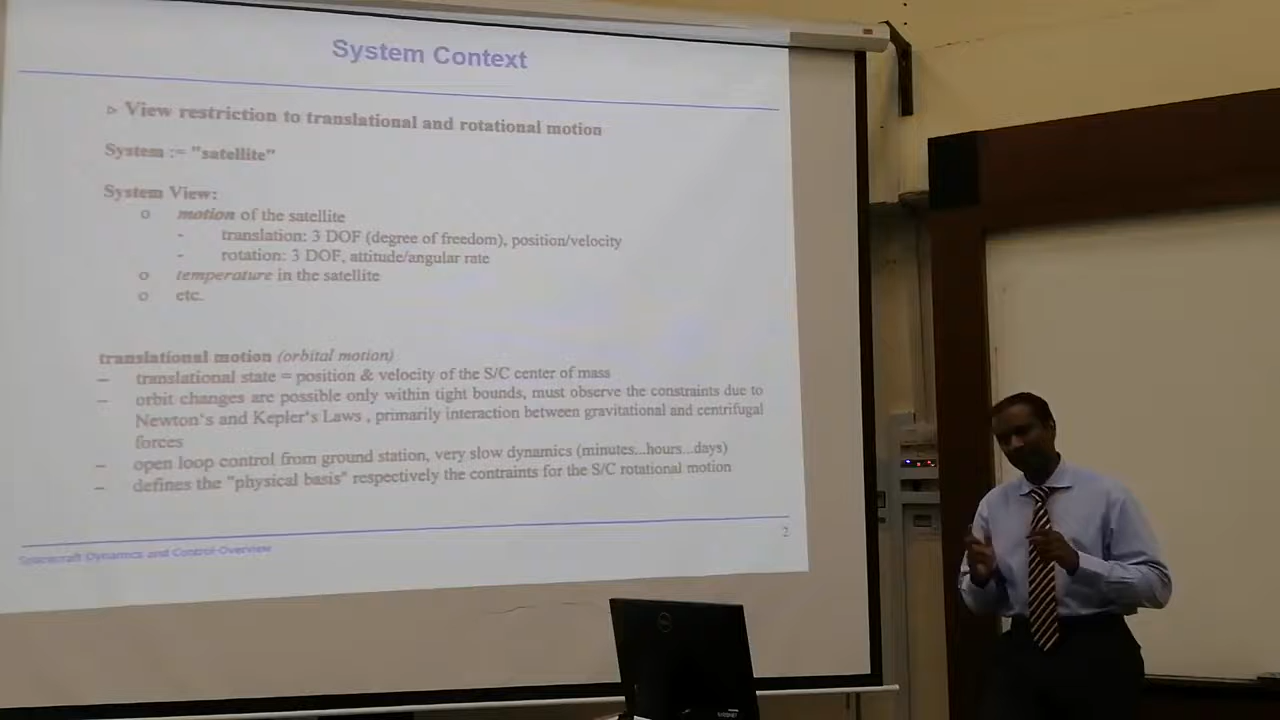 System Context
▷ View restriction to translational and rotational motion
System := "satellite"
System View:
o motion of the satellite
- translation: 3 DOF (degree of freedom), position/velocity
- rotation: 3 DOF, attitude/angular rate
o temperature in the satellite
o etc.
translational motion (orbital motion)
– translational state = position & velocity of the S/C center of mass
– orbit changes are possible only within tight bounds, must observe the constraints due to
Newton's and Kepler's Laws , primarily interaction between gravitational and centrifugal
forces
– open loop control from ground station, very slow dynamics (minutes...hours...days)
– defines the "physical basis" respectively the contraints for the S/C rotational motion
2
Spacecraft Dynamics and Control-Overview
DELL